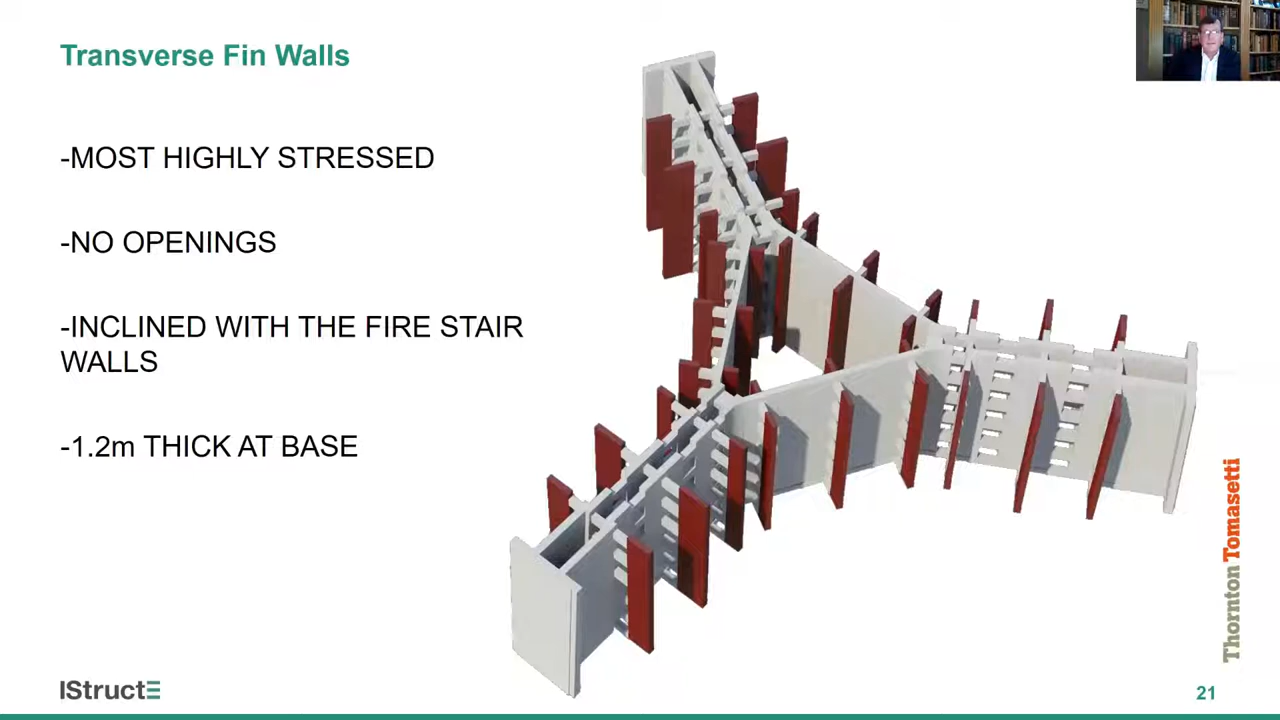 Transverse Fin Walls
-MOST HIGHLY STRESSED
-NO OPENINGS
-INCLINED WITH THE FIRE STAIR
WALLS
-1.2m THICK AT BASE
Thornton Tomasetti
IStructE
21